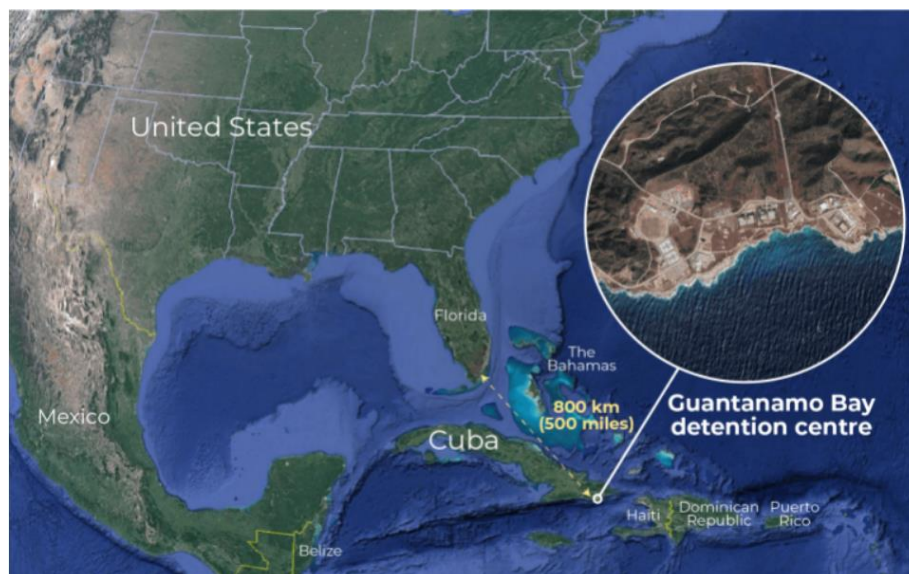 United States
Florida
The
Bahamas
800 km
(500 miles)
Guantanamo Bay
detention centre
Mexico
Cuba
Haiti
Dominican
Republic
Puerto
Rico
Belize